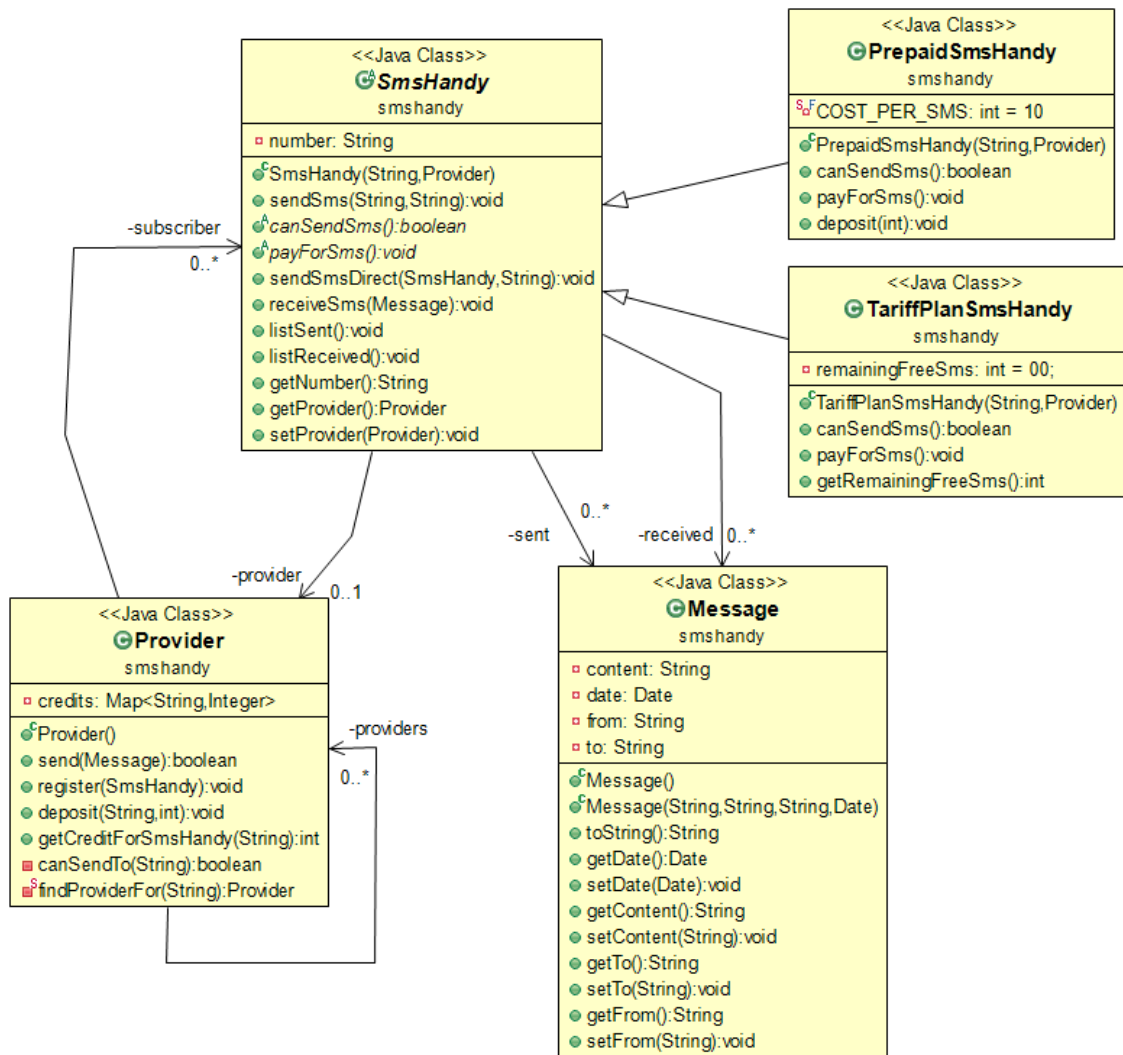 <<Java Class>>
SmsHandy
smshandy
number: String
SmsHandy(String,Provider)
sendSms(String,String):void
canSendSms():boolean
payForSms():void
sendSmsDirect(SmsHandy,String):void
receiveSms(Message):void
listSent():void
listReceived():void
getNumber():String
getProvider():Provider
setProvider(Provider):void
<<Java Class>>
PrepaidSmsHandy
smshandy
COST_PER_SMS: int = 10
PrepaidSmsHandy(String,Provider)
canSendSms():boolean
payForSms():void
deposit(int):void
<<Java Class>>
TariffPlanSmsHandy
smshandy
remainingFreeSms: int = 00;
TariffPlanSmsHandy(String,Provider)
canSendSms():boolean
payForSms():void
getRemainingFreeSms():int
-subscriber
0..*
-provider
0..1
-sent
0..*
-received
0..*
<<Java Class>>
Provider
smshandy
credits: Map<String,Integer>
Provider()
send(Message):boolean
register(SmsHandy):void
deposit(String,int):void
getCreditForSmsHandy(String):int
canSendTo(String):boolean
findProviderFor(String):Provider
-providers
0..*
<<Java Class>>
Message
smshandy
content: String
date: Date
from: String
to: String
Message()
Message(String,String,String,Date)
toString():String
getDate():Date
setDate(Date):void
getContent():String
setContent(String):void
getTo():String
setTo(String):void
getFrom():String
setFrom(String):void